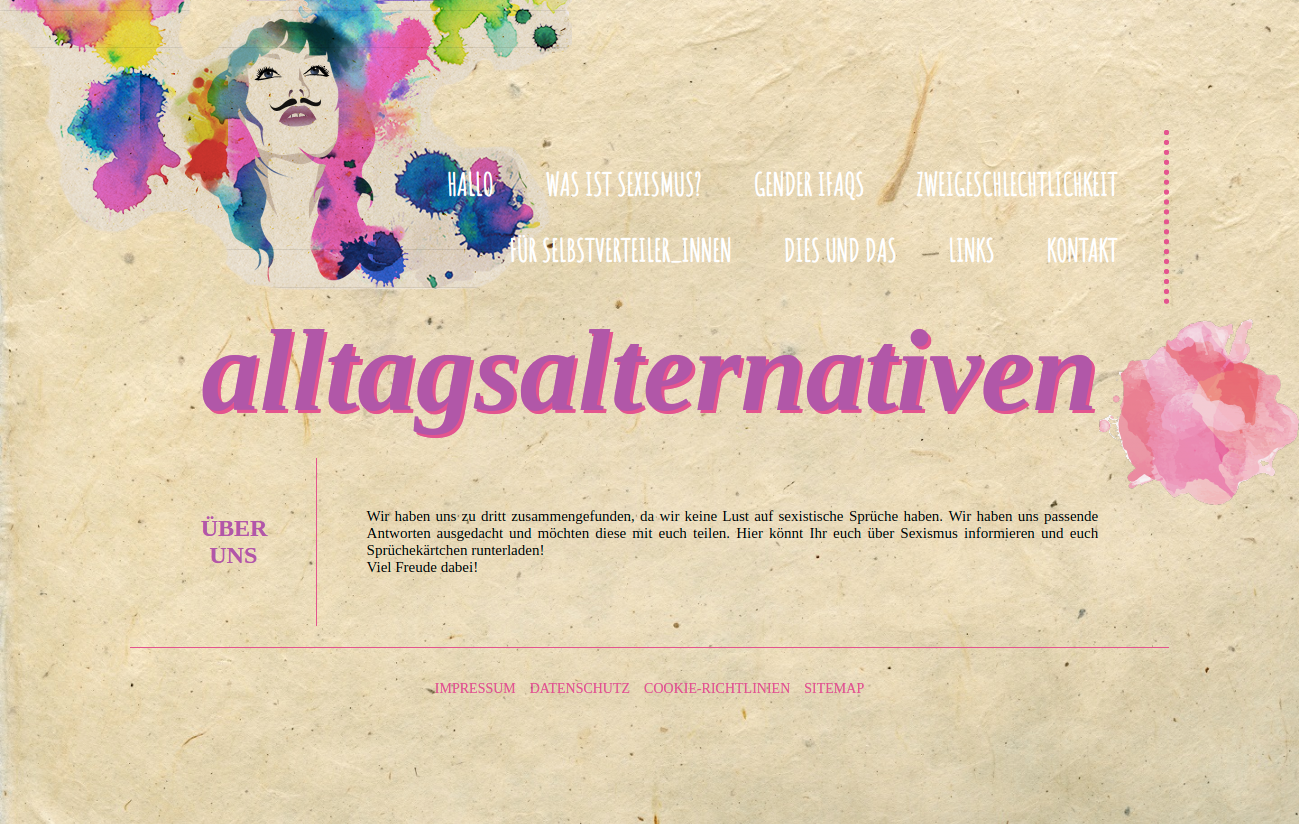 HALLO WAS IST SEXISMUS? GENDER IFAQS ZWEIGESCHLECHTLICHKEIT
FÜR SELBSTVERTEILER_INNEN DIES UND DAS LINKS KONTAKT
alltagsalternativen
ÜBER
UNS
Wir haben uns zu dritt zusammengefunden, da wir keine Lust auf sexistische Sprüche haben. Wir haben uns passende
Antworten ausgedacht und möchten diese mit euch teilen. Hier könnt Ihr euch über Sexismus informieren und euch
Sprüchekärtchen runterladen!
Viel Freude dabei!
IMPRESSUM DATENSCHUTZ COOKIE-RICHTLINIEN SITEMAP